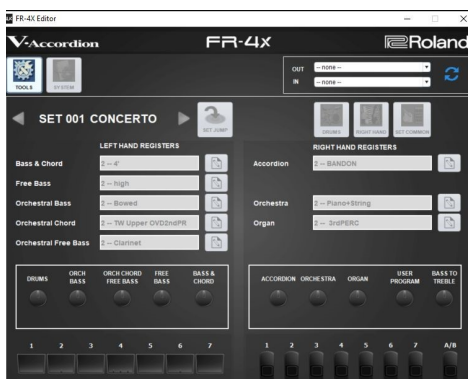 FR-4X Editor
V-Accordion
FR-4x
Roland
TOOLS
SYSTEM
OUT
-- none --
IN
-- none --
SET 001 CONCERTO
SET JUMP
DRUMS
RIGHT HAND
SET COMMON
LEFT HAND REGISTERS
RIGHT HAND REGISTERS
Bass & Chord
2 -- 4'
Accordion
2 -- BANDON
Free Bass
2 -- high
Orchestral Bass
2 -- Bowed
Orchestra
2 -- Piano+String
Orchestral Chord
2 -- TW Upper OVD2ndPR
Organ
2 -- 3rdPERC
Orchestral Free Bass
2 -- Clarinet
DRUMS
ORCH BASS
ORCH CHORD FREE BASS
FREE BASS
BASS & CHORD
ACCORDION
ORCHESTRA
ORGAN
USER PROGRAM
BASS TO TREBLE
1 2 3 4 5 6 7
1 2 3 4 5 6 7 A/B